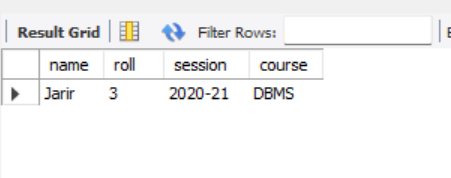 Result Grid Filter Rows:
name roll session course
Jarir 3 2020-21 DBMS